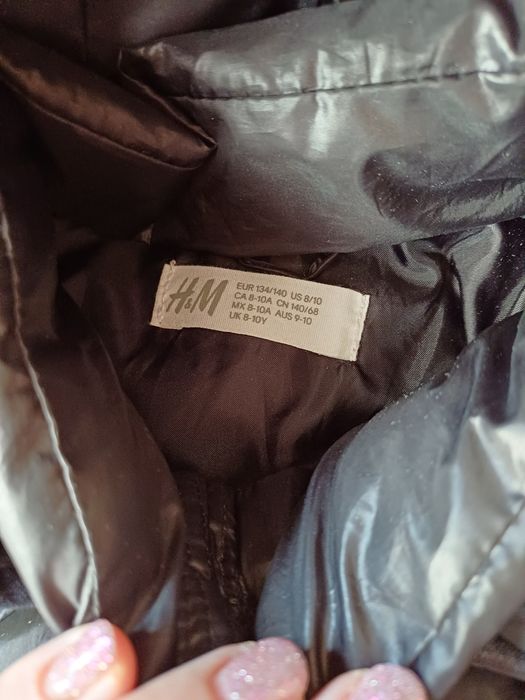 H&M
EUR 134/140 US 8/10
CA 8-10A CN 140/68
MX 8-10A AUS 9-10
UK 8-10Y